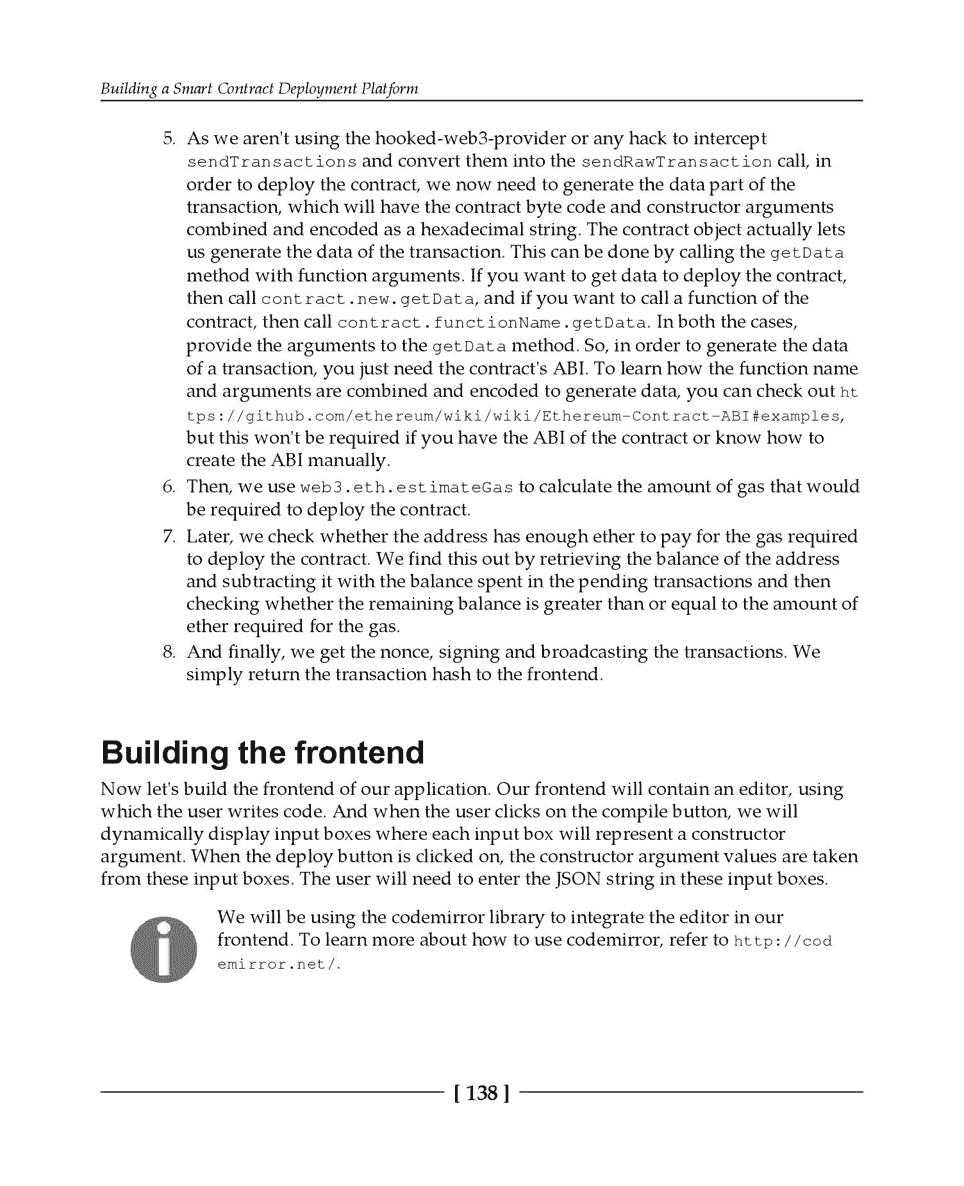 Building a Smart Contract Deployment Platform
5. As we aren't using the hooked-web3-provider or any hack to intercept
sendTransactions and convert them into the sendRawTransaction call, in
order to deploy the contract, we now need to generate the data part of the
transaction, which will have the contract byte code and constructor arguments
combined and encoded as a hexadecimal string. The contract object actually lets
us generate the data of the transaction. This can be done by calling the getData
method with function arguments. If you want to get data to deploy the contract,
then call contract.new.getData, and if you want to call a function of the
contract, then call contract.functionName.getData. In both the cases,
provide the arguments to the getData method. So, in order to generate the data
of a transaction, you just need the contract's ABI. To learn how the function name
and arguments are combined and encoded to generate data, you can check out ht
tps://github.com/ethereum/wiki/wiki/Ethereum-Contract-ABI#examples,
but this won't be required if you have the ABI of the contract or know how to
create the ABI manually.
6. Then, we use web3.eth.estimateGas to calculate the amount of gas that would
be required to deploy the contract.
7. Later, we check whether the address has enough ether to pay for the gas required
to deploy the contract. We find this out by retrieving the balance of the address
and subtracting it with the balance spent in the pending transactions and then
checking whether the remaining balance is greater than or equal to the amount of
ether required for the gas.
8. And finally, we get the nonce, signing and broadcasting the transactions. We
simply return the transaction hash to the frontend.
Building the frontend
Now let's build the frontend of our application. Our frontend will contain an editor, using
which the user writes code. And when the user clicks on the compile button, we will
dynamically display input boxes where each input box will represent a constructor
argument. When the deploy button is clicked on, the constructor argument values are taken
from these input boxes. The user will need to enter the JSON string in these input boxes.
We will be using the codemirror library to integrate the editor in our
frontend. To learn more about how to use codemirror, refer to http://cod
emirror.net/.
[ 138 ]